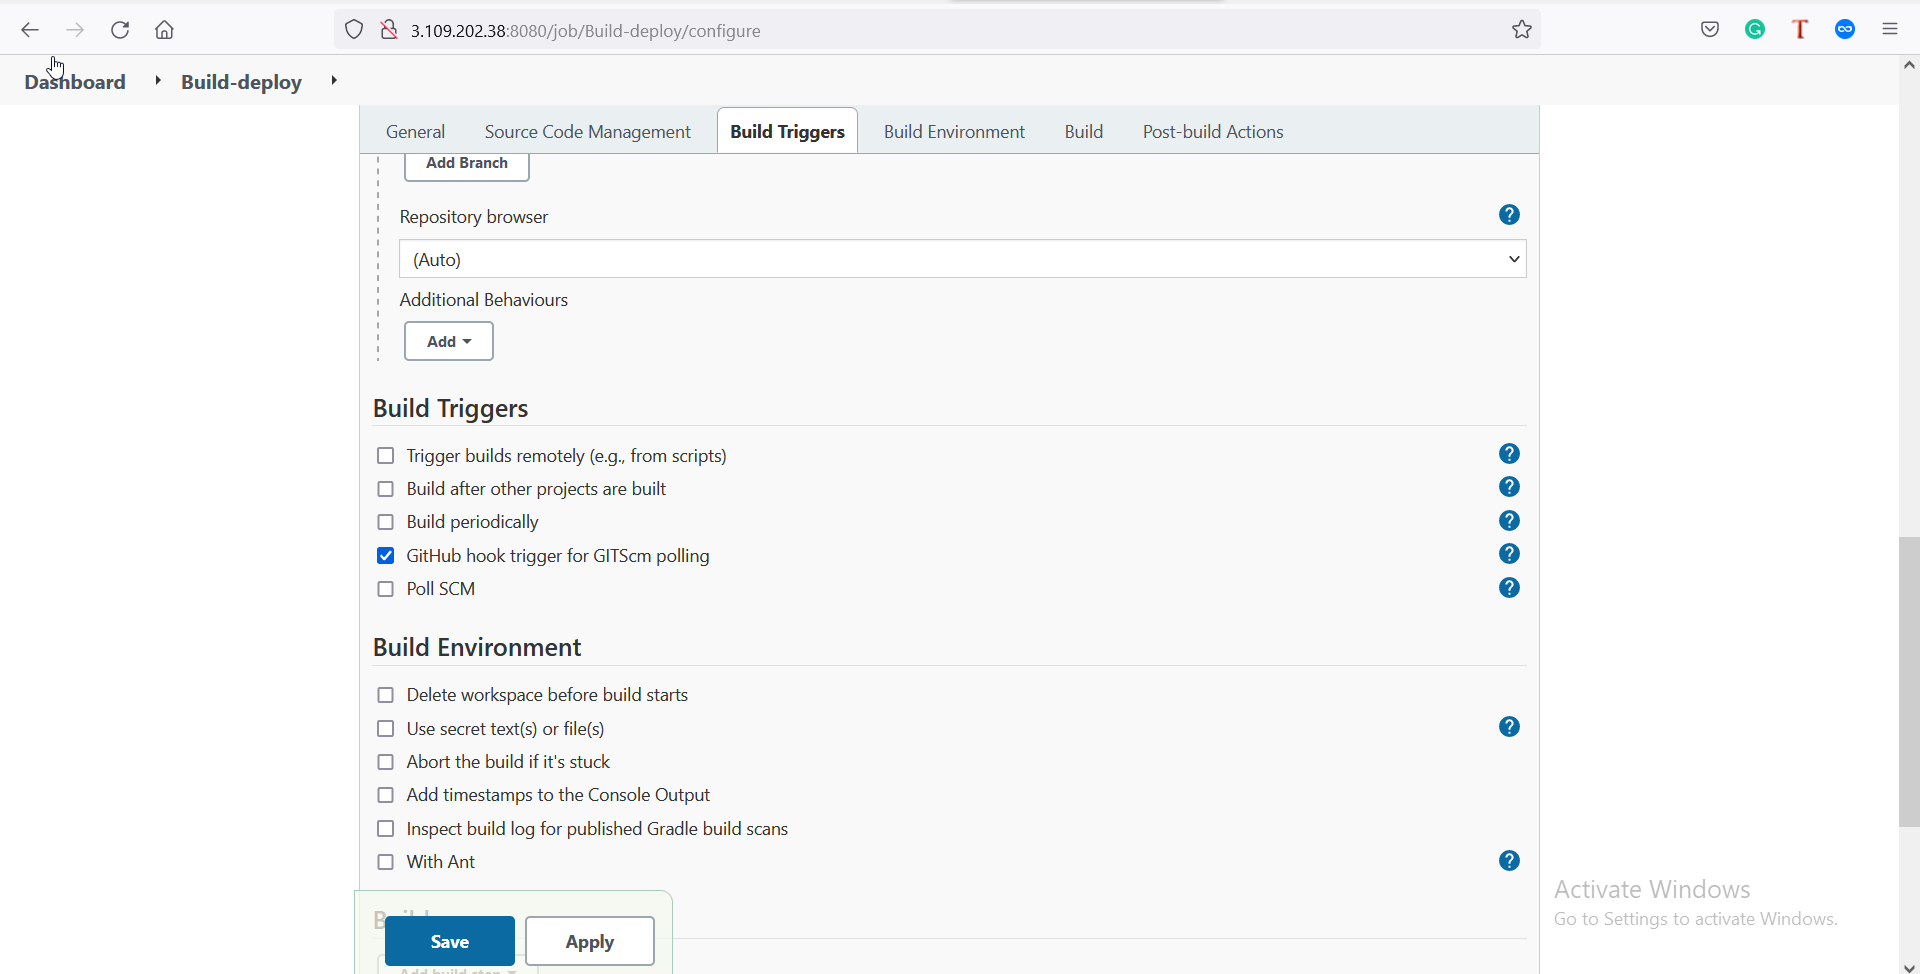 3.109.202.38:8080/job/Build-deploy/configure
Dashboard
Build-deploy
General
Source Code Management
Build Triggers
Build Environment
Build
Post-build Actions
Add Branch
Repository browser
(Auto)
Additional Behaviours
Add
Build Triggers
Trigger builds remotely (e.g., from scripts)
Build after other projects are built
Build periodically
GitHub hook trigger for GITScm polling
Poll SCM
Build Environment
Delete workspace before build starts
Use secret text(s) or file(s)
Abort the build if it's stuck
Add timestamps to the Console Output
Inspect build log for published Gradle build scans
With Ant
Activate Windows
Go to Settings to activate Windows.
Build
Save
Apply
Add build step